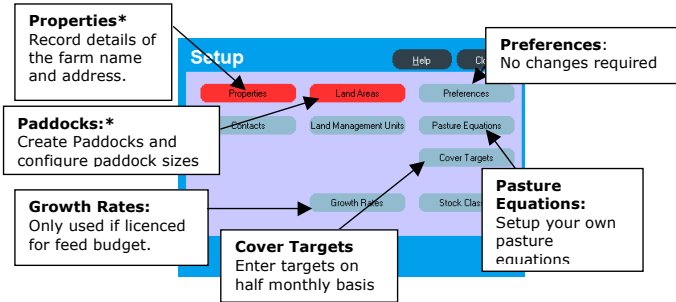 Properties*
Record details of
the farm name
and address.
Setup
Help
Preferences:
No changes required
Properties
Land Areas
Preferences
Paddocks:*
Create Paddocks and
configure paddock sizes
Contacts
Land Management Units
Pasture Equations
Cover Targets
Growth Rates:
Only used if licenced
for feed budget.
Growth Rates
Stock
Pasture
Equations:
Setup your own
pasture
equations
Cover Targets
Enter targets on
half monthly basis